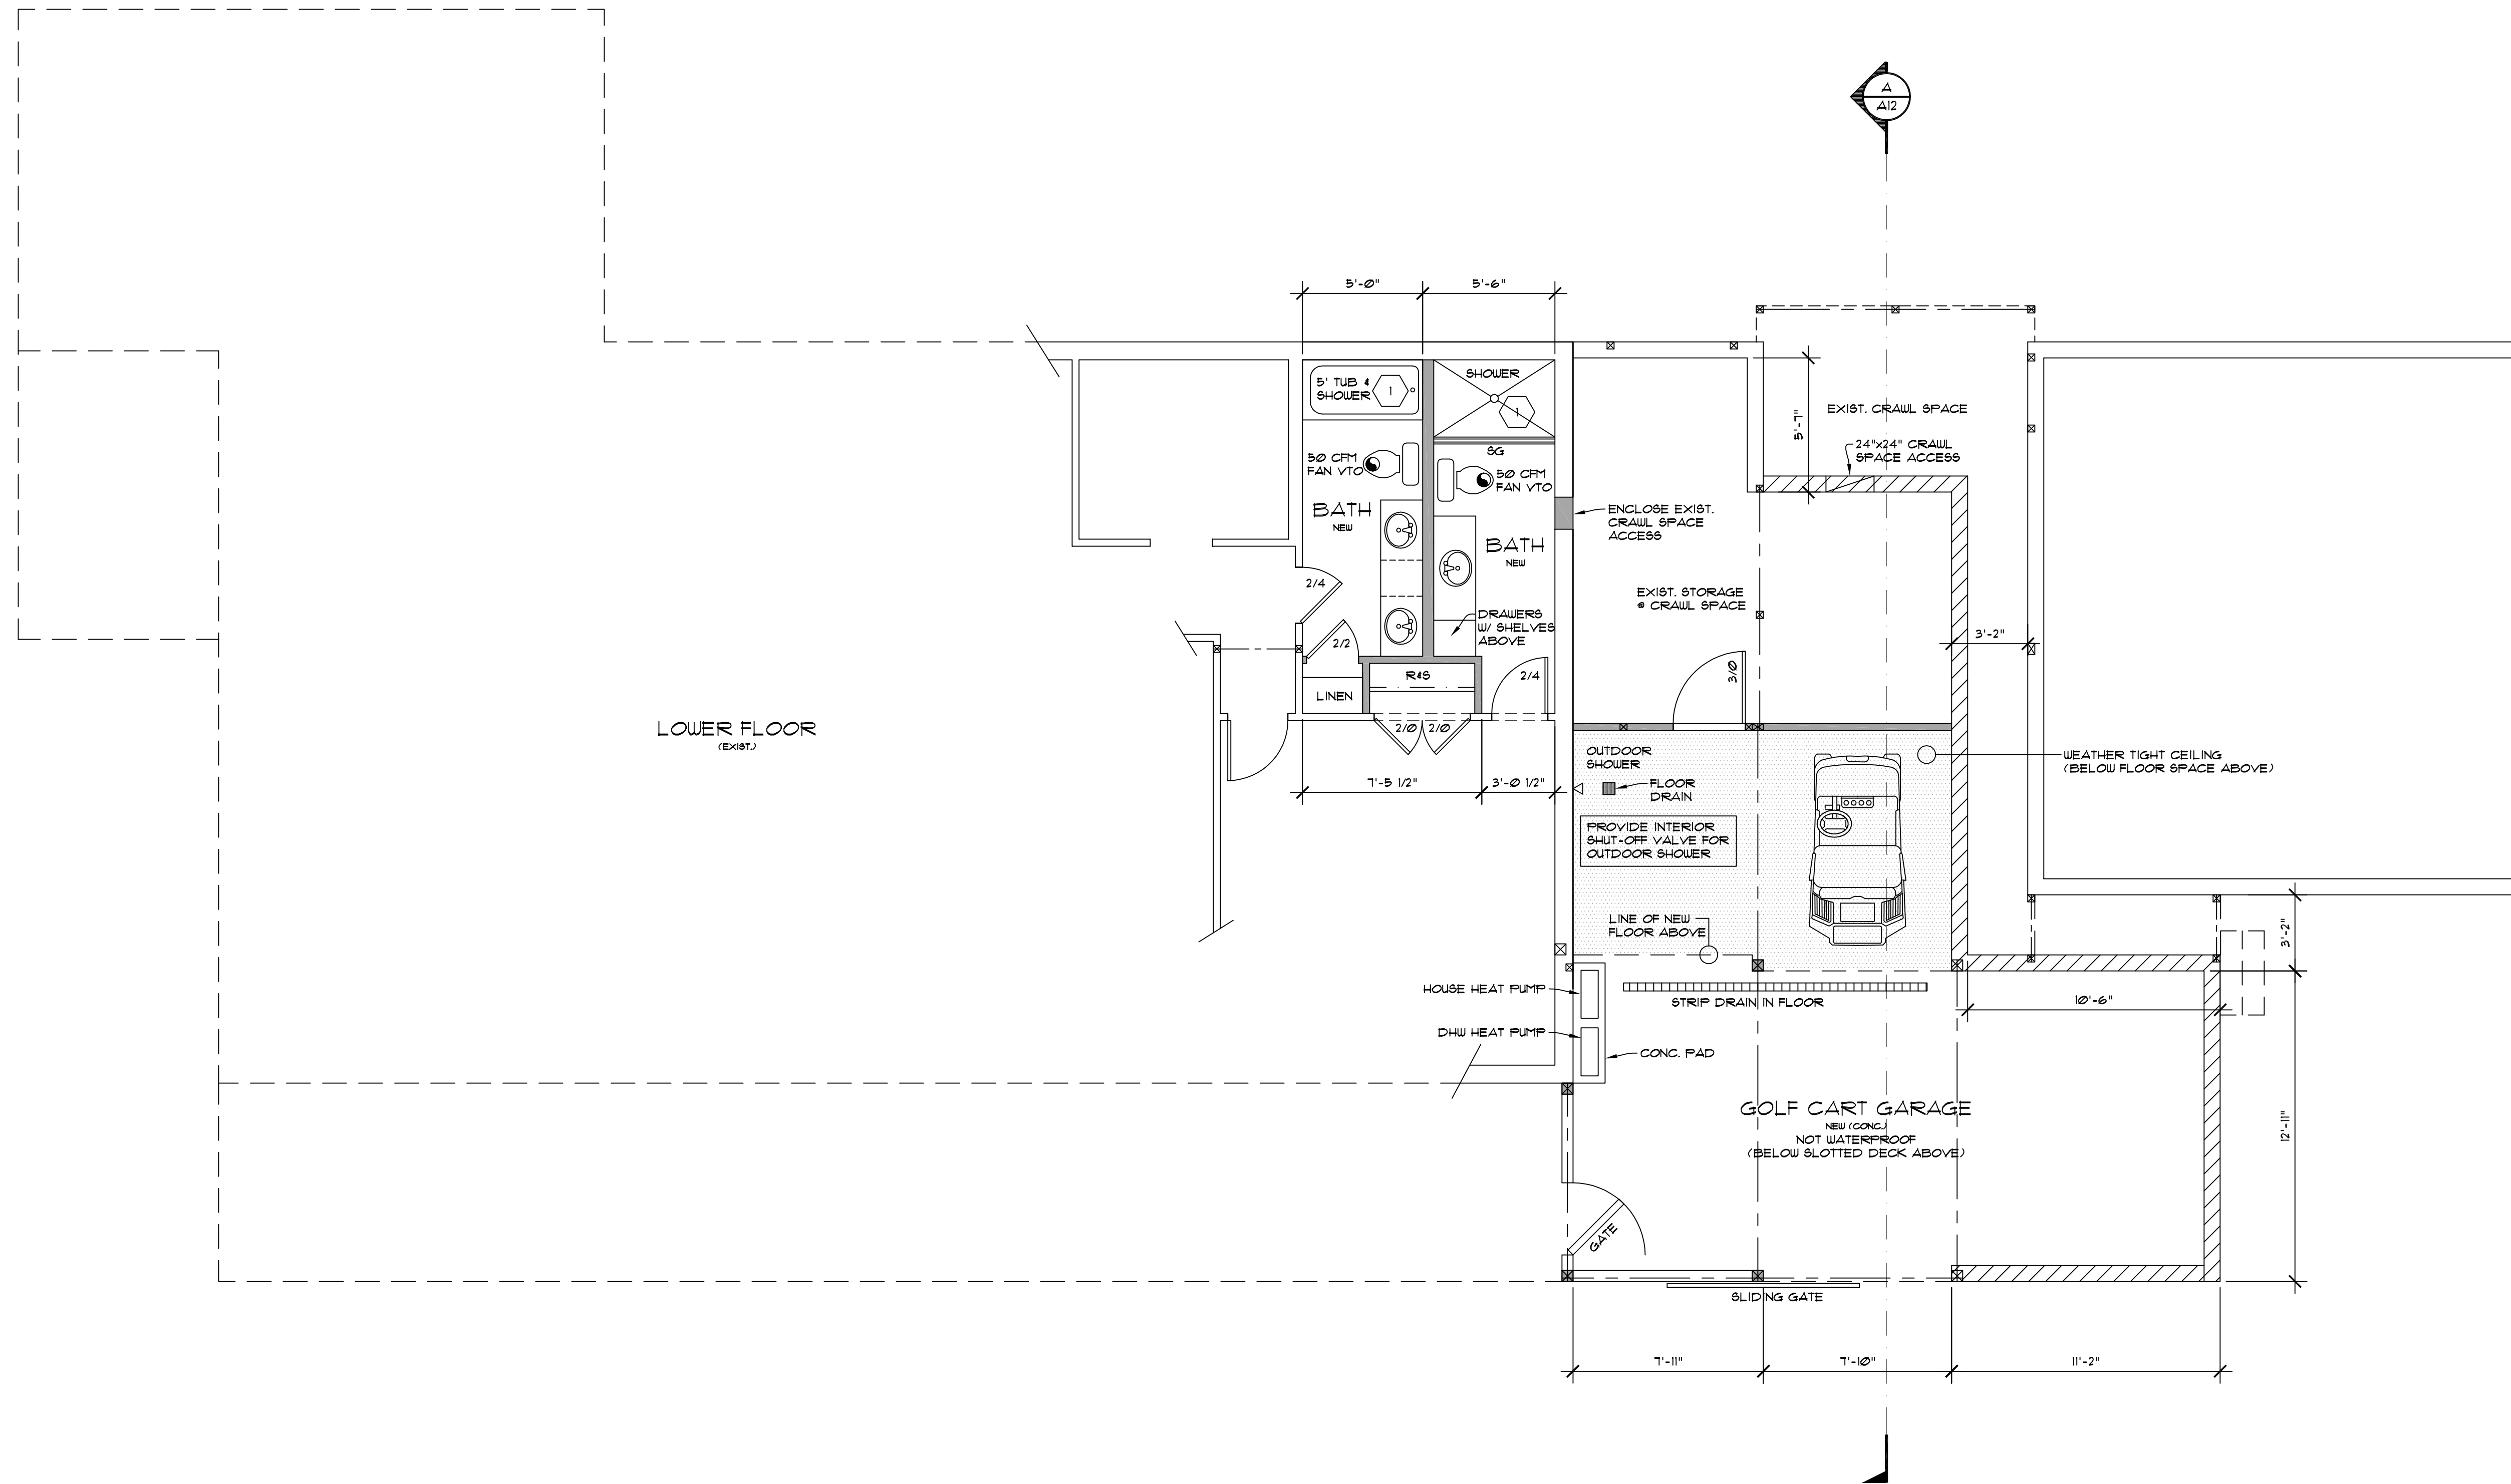 A
A12
5'-0"
5'-6"
5' TUB &
SHOWER
1
SHOWER
1
SG
50 CFM
FAN VTO
50 CFM
FAN VTO
BATH
NEW
BATH
NEW
5'-7"
EXIST. CRAWL SPACE
24"x24" CRAWL
SPACE ACCESS
ENCLOSE EXIST.
CRAWL SPACE
ACCESS
2/4
EXIST. STORAGE
@ CRAWL SPACE
DRAWERS
W/ SHELVES
ABOVE
2/2
3'-2"
R&S
2/4
3/0
LINEN
LOWER FLOOR
(EXIST.)
2/0
2/0
OUTDOOR
SHOWER
WEATHER TIGHT CEILING
(BELOW FLOOR SPACE ABOVE)
7'-5 1/2"
3'-0 1/2"
FLOOR
DRAIN
PROVIDE INTERIOR
SHUT-OFF VALVE FOR
OUTDOOR SHOWER
LINE OF NEW
FLOOR ABOVE
3'-2"
HOUSE HEAT PUMP
STRIP DRAIN IN FLOOR
10'-6"
DHW HEAT PUMP
CONC. PAD
GOLF CART GARAGE
NEW (CONC.)
NOT WATERPROOF
(BELOW SLOTTED DECK ABOVE)
12'-11"
GATE
SLIDING GATE
7'-11"
7'-10"
11'-2"